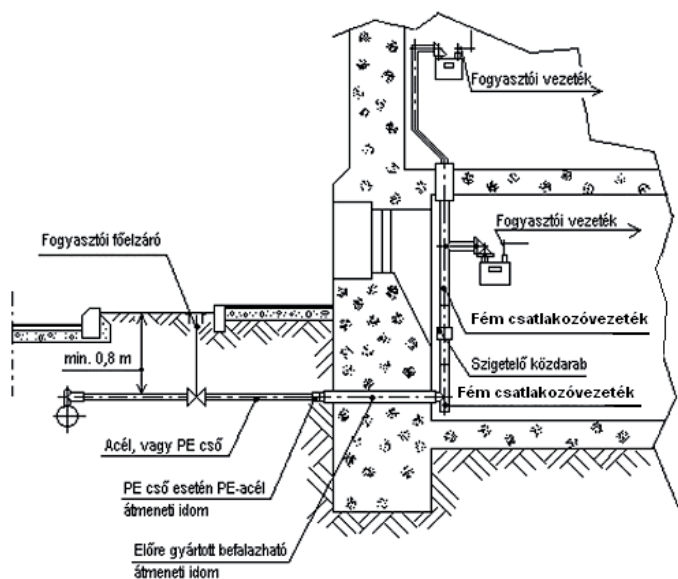 Fogyasztói vezeték
Fogyasztói vezeték
Fogyasztói főelzáró
Fém csatlakozóvezeték
min. 0,8 m
Szigetelő közdarab
Fém csatlakozóvezeték
Acél, vagy PE cső
PE cső esetén PE-acél
átmeneti idom
Előre gyártott befalazható
átmeneti idom